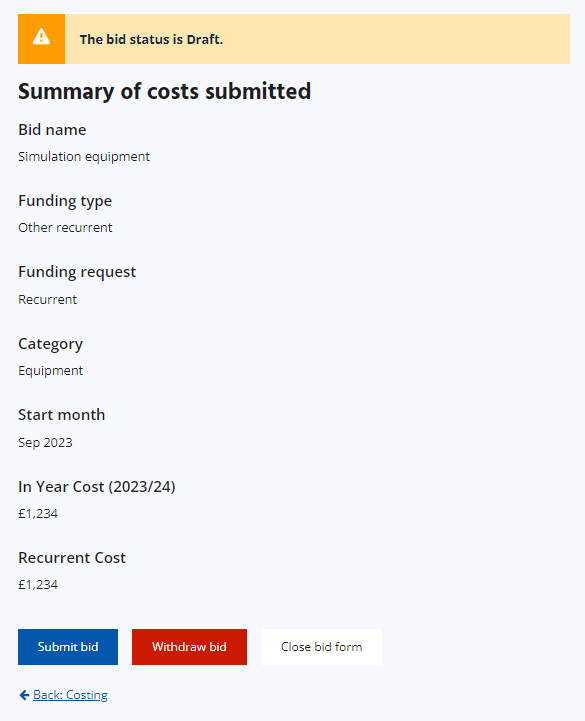 The bid status is Draft.
Summary of costs submitted
Bid name
Simulation equipment
Funding type
Other recurrent
Funding request
Recurrent
Category
Equipment
Start month
Sep 2023
In Year Cost (2023/24)
£1,234
Recurrent Cost
£1,234
Submit bid Withdraw bid Close bid form
Back: Costing